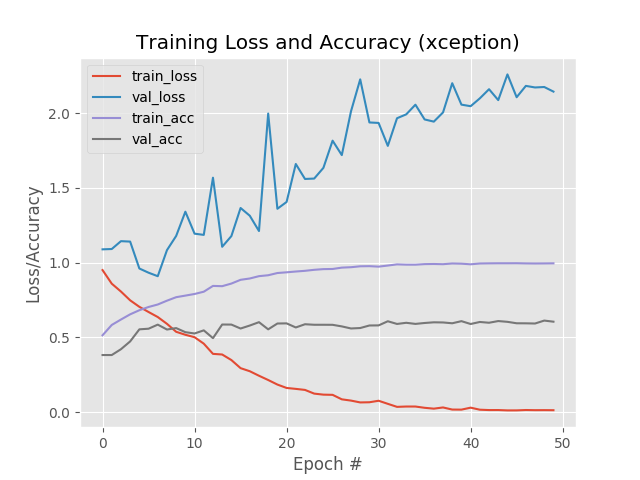 Training Loss and Accuracy (xception)
train_loss
val_loss
train_acc
val_acc
2.0
1.5
1.0
0.5
0.0
Loss/Accuracy
0 10 20 30 40 50
Epoch #